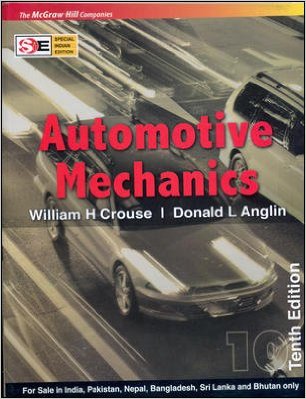 The McGraw Hill Companies
SIE
SPECIAL
INDIAN
EDITION
Automotive
Mechanics
William H Crouse | Donald L Anglin
10
Tenth Edition
For Sale in India, Pakistan, Nepal, Bangladesh, Sri Lanka and Bhutan only